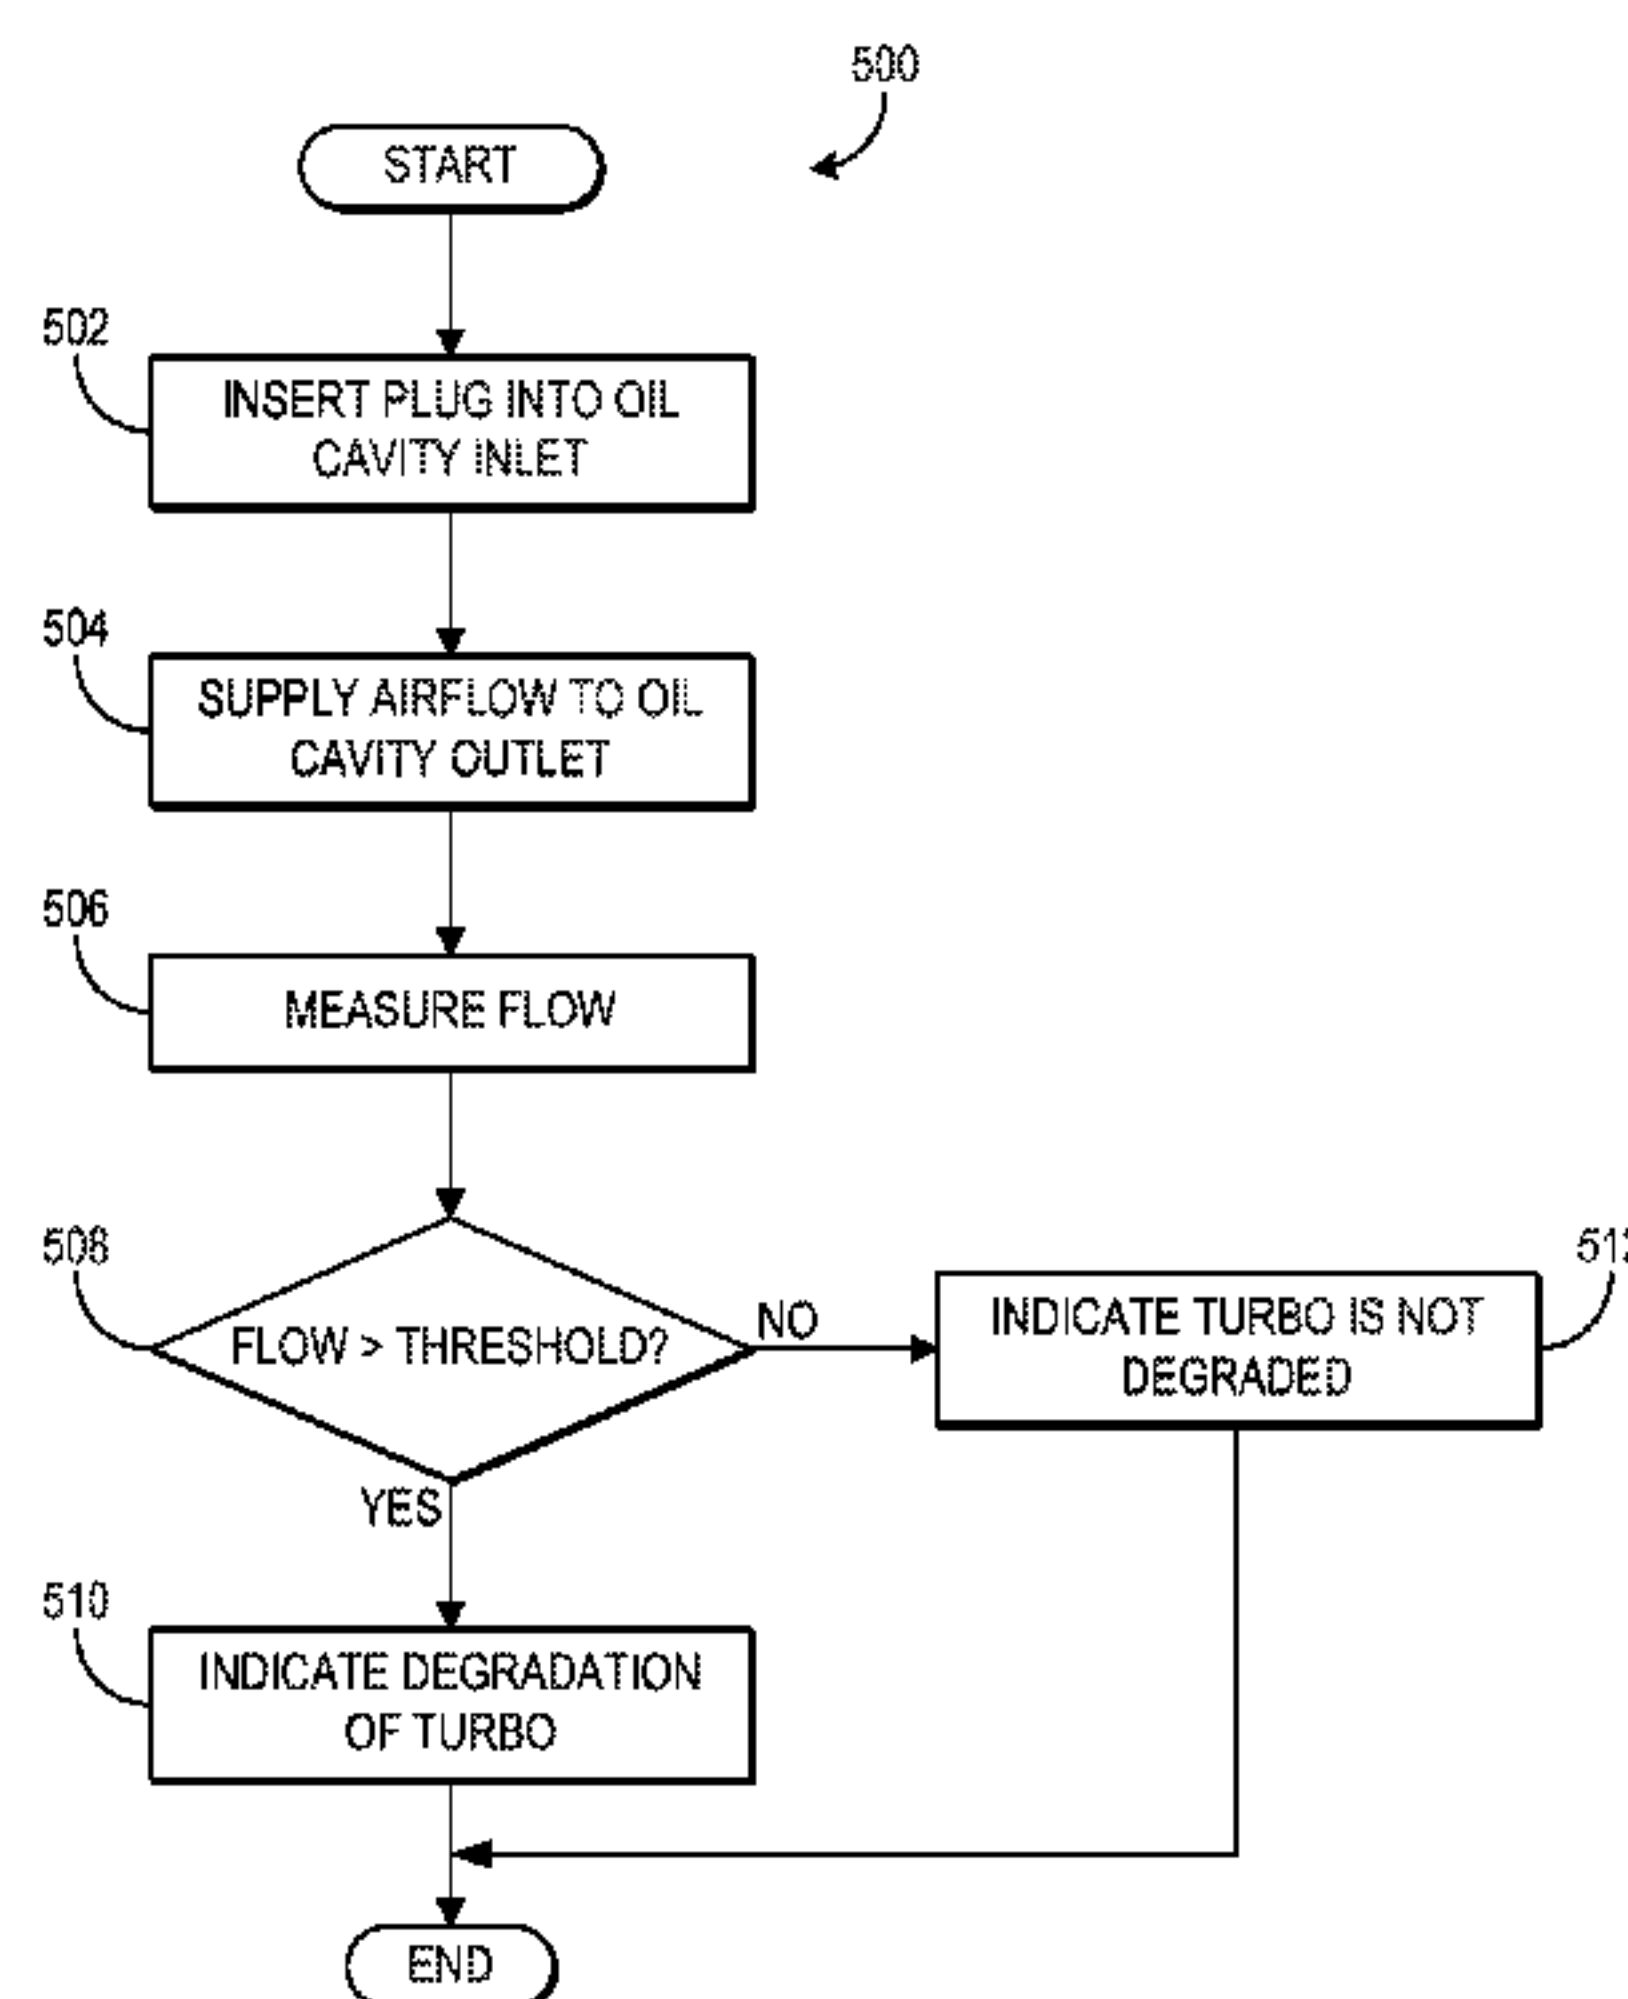 500
START
502
INSERT PLUG INTO OIL
CAVITY INLET
504
SUPPLY AIRFLOW TO OIL
CAVITY OUTLET
506
MEASURE FLOW
508
FLOW > THRESHOLD?
NO
INDICATE TURBO IS NOT
DEGRADED
YES
510
INDICATE DEGRADATION
OF TURBO
END